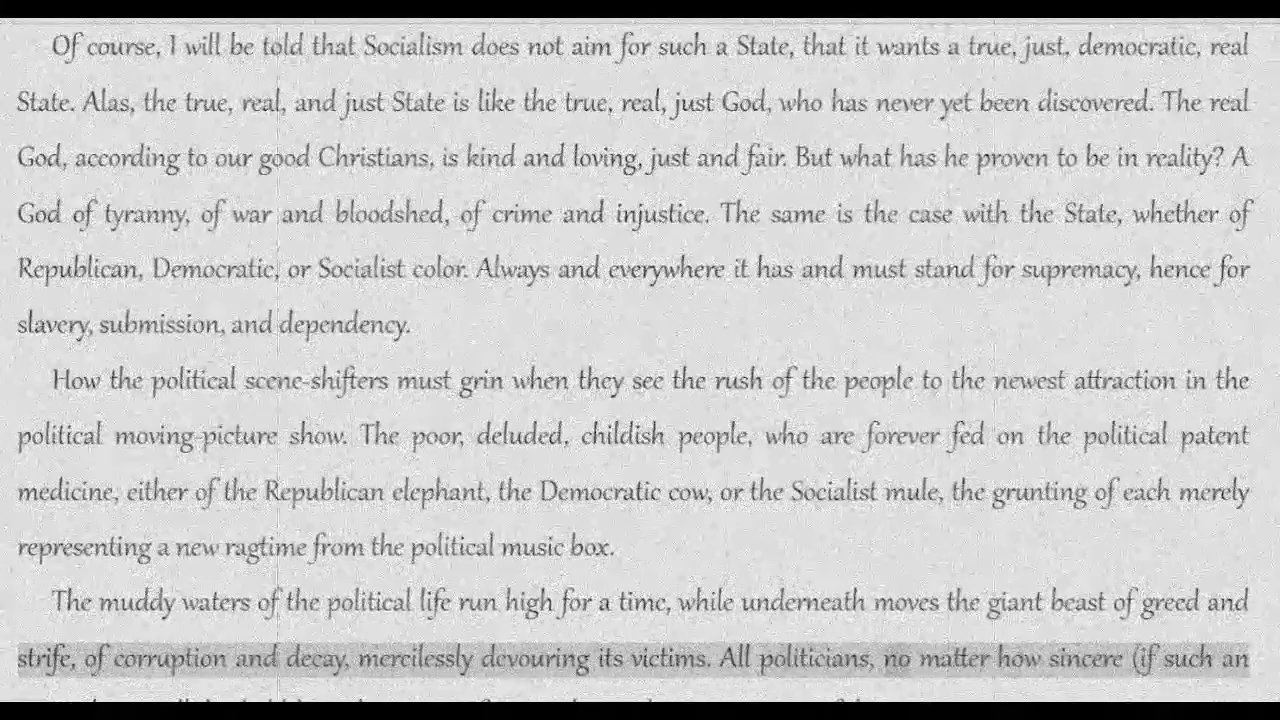 Of course, I will be told that Socialism does not aim for such a State, that it wants a true, just, democratic, real
State. Alas, the true, real, and just State is like the true, real, just God, who has never yet been discovered. The real
God, according to our good Christians, is kind and loving, just and fair. But what has he proven to be in reality? A
God of tyranny, of war and bloodshed, of crime and injustice. The same is the case with the State, whether of
Republican, Democratic, or Socialist color. Always and everywhere it has and must stand for supremacy, hence for
slavery, submission, and dependency.
How the political scene-shifters must grin when they see the rush of the people to the newest attraction in the
political moving-picture show. The poor, deluded, childish people, who are forever fed on the political patent
medicine, either of the Republican elephant, the Democratic cow, or the Socialist mule, the grunting of each merely
representing a new ragtime from the political music box.
The muddy waters of the political life run high for a time, while underneath moves the giant beast of greed and
strife, of corruption and decay, mercilessly devouring its victims. All politicians, no matter how sincere (if such an